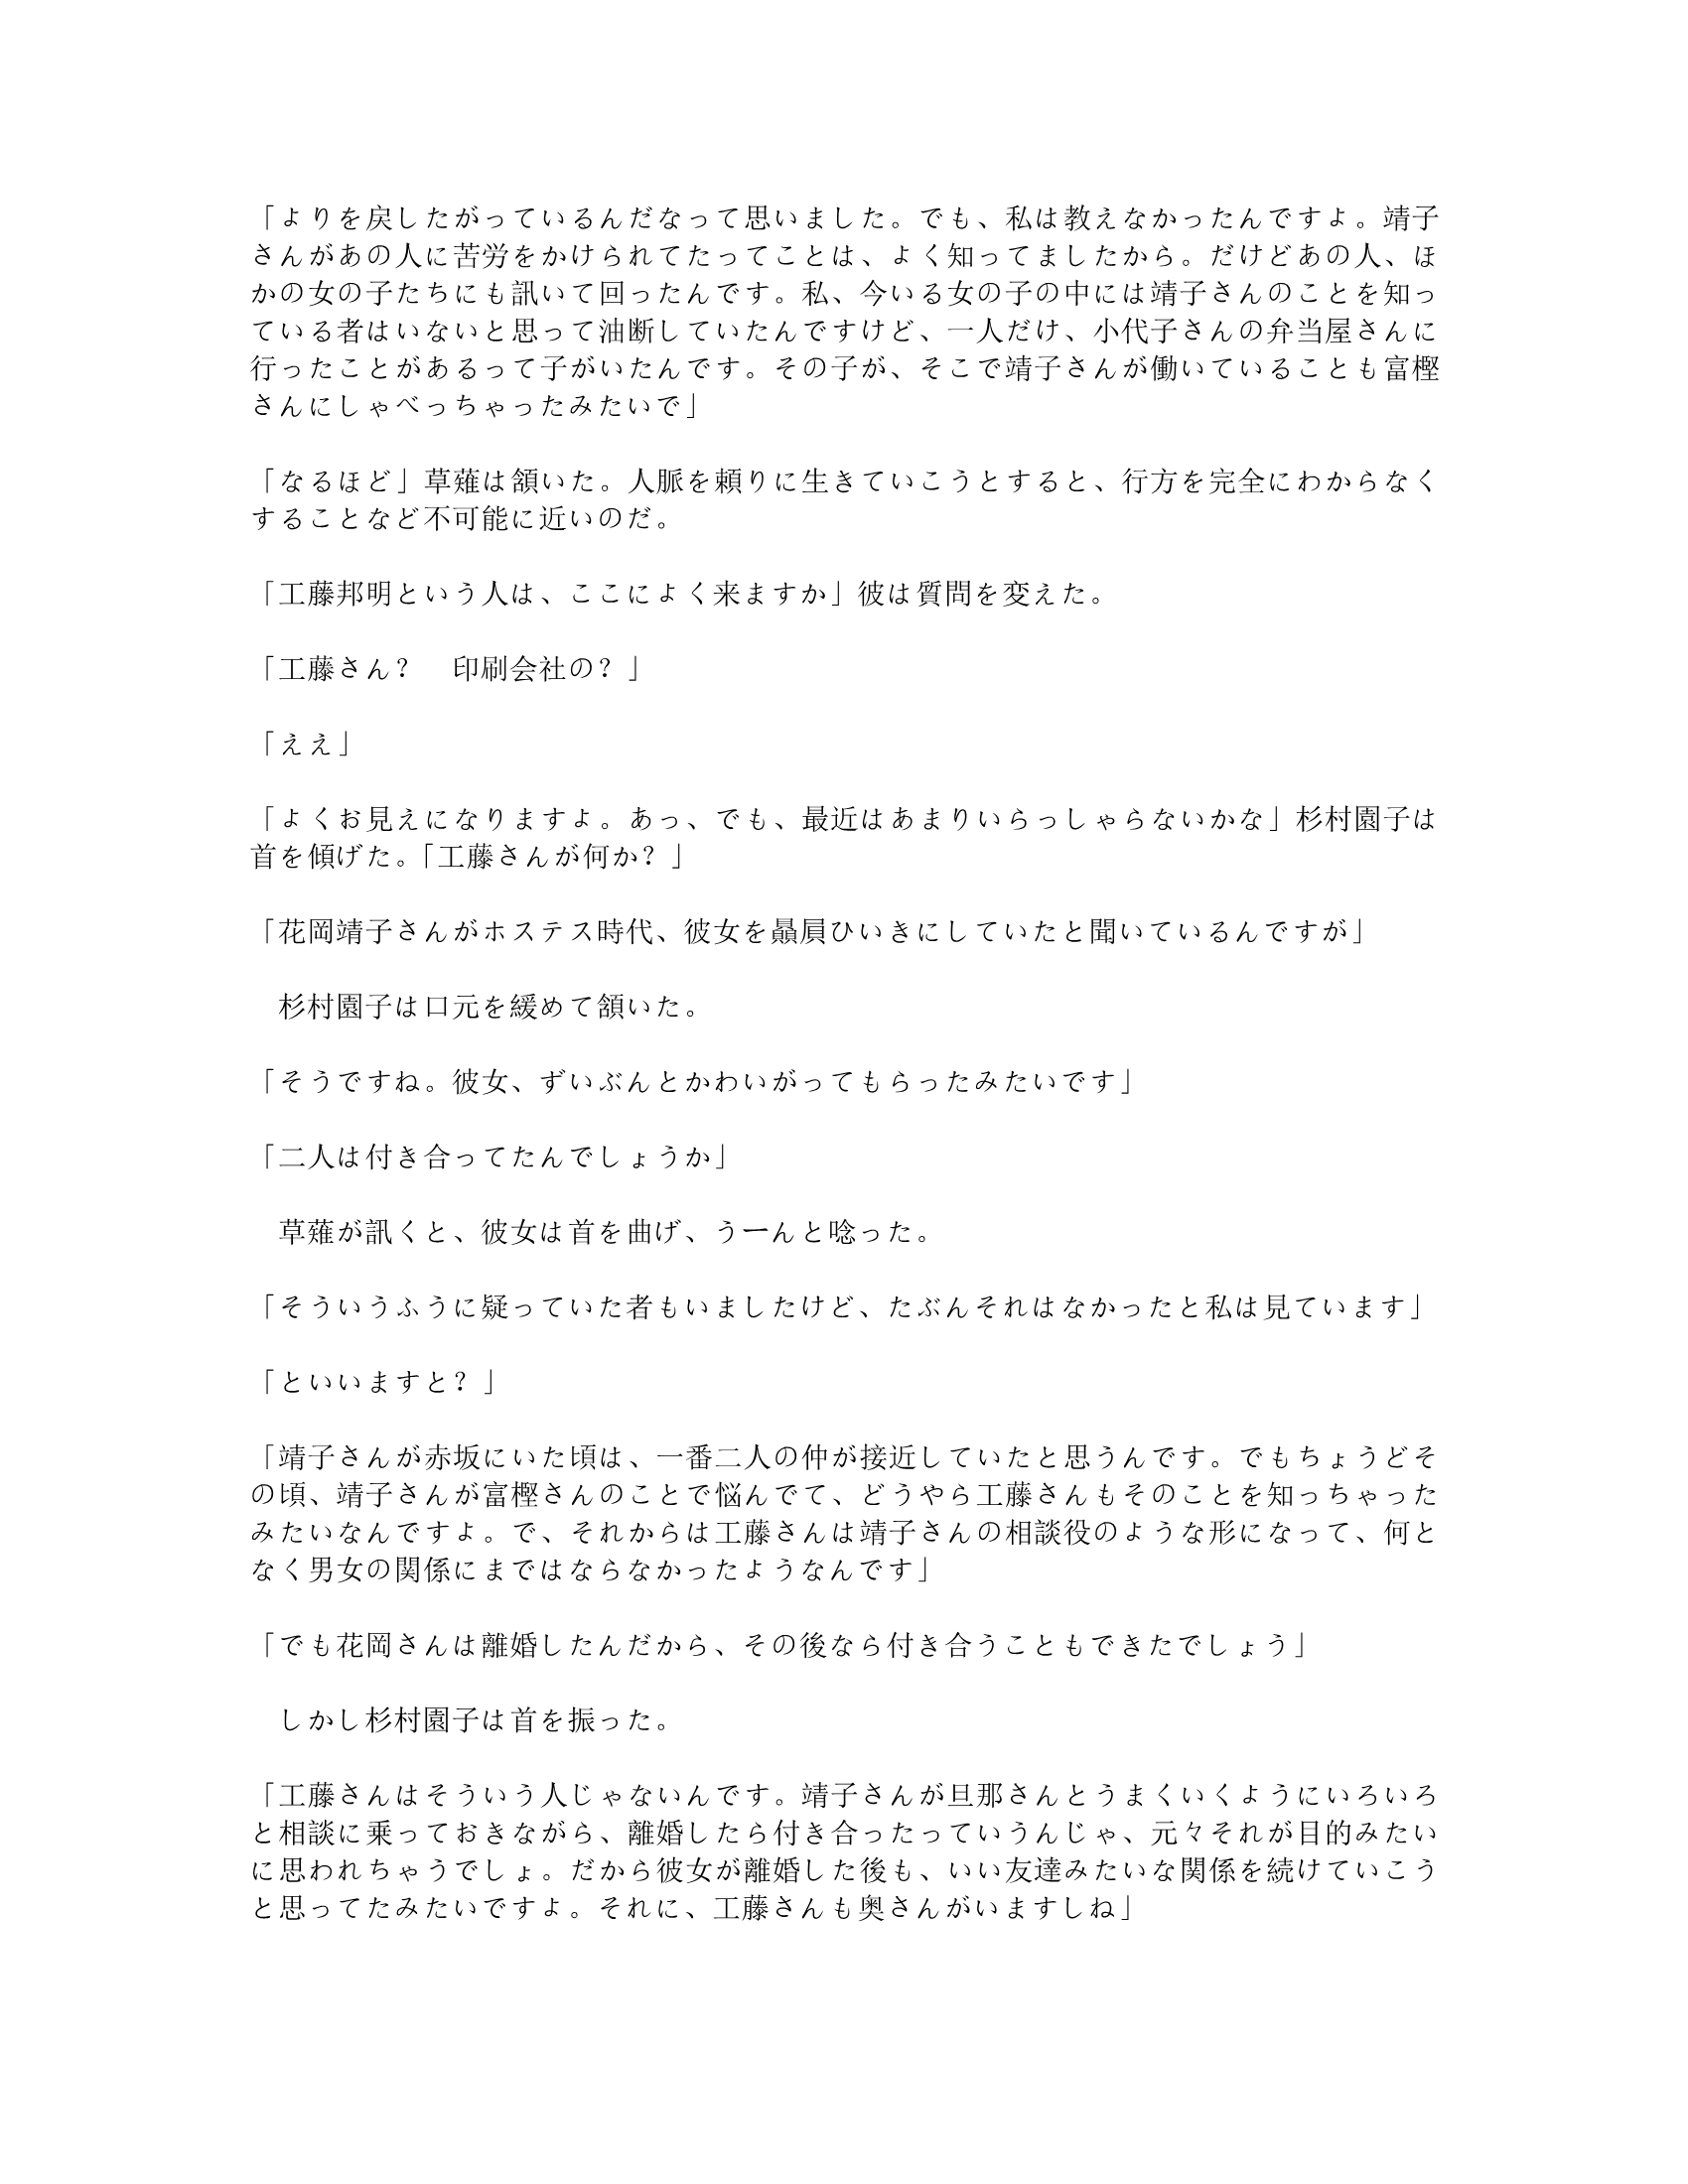 「よりを戻したがっているんだなって思いました。でも、私は教えなかったんですよ。靖子
さんがあの人に苦労をかけられてたってことは、よく知ってましたから。だけどあの人、ほ
かの女の子たちにも訊いて回ったんです。私、今いる女の子の中には靖子さんのことを知っ
ている者はいないと思って油断していたんですけど、一人だけ、小代子さんの弁当屋さんに
行ったことがあるって子がいたんです。その子が、そこで靖子さんが働いていることも富樫
さんにしゃべっちゃったみたいで」
「なるほど」草薙は頷いた。人脈を頼りに生きていこうとすると、行方を完全にわからなく
することなど不可能に近いのだ。
「工藤邦明という人は、ここによく来ますか」彼は質問を変えた。
「工藤さん？　印刷会社の？」
「ええ」
「よくお見えになりますよ。あっ、でも、最近はあまりいらっしゃらないかな」杉村園子は
首を傾げた。「工藤さんが何か？」
「花岡靖子さんがホステス時代、彼女を贔屓ひいきにしていたと聞いているんですが」
　杉村園子は口元を緩めて頷いた。
「そうですね。彼女、ずいぶんとかわいがってもらったみたいです」
「二人は付き合ってたんでしょうか」
　草薙が訊くと、彼女は首を曲げ、うーんと唸った。
「そういうふうに疑っていた者もいましたけど、たぶんそれはなかったと私は見ています」
「といいますと？」
「靖子さんが赤坂にいた頃は、一番二人の仲が接近していたと思うんです。でもちょうどそ
の頃、靖子さんが富樫さんのことで悩んでて、どうやら工藤さんもそのことを知っちゃった
みたいなんですよ。で、それからは工藤さんは靖子さんの相談役のような形になって、何と
なく男女の関係にまではならなかったようなんです」
「でも花岡さんは離婚したんだから、その後なら付き合うこともできたでしょう」
　しかし杉村園子は首を振った。
「工藤さんはそういう人じゃないんです。靖子さんが旦那さんとうまくいくようにいろいろ
と相談に乗っておきながら、離婚したら付き合ったっていうんじゃ、元々それが目的みたい
に思われちゃうでしょ。だから彼女が離婚した後も、いい友達みたいな関係を続けていこう
と思ってたみたいですよ。それに、工藤さんも奥さんがいますしね」